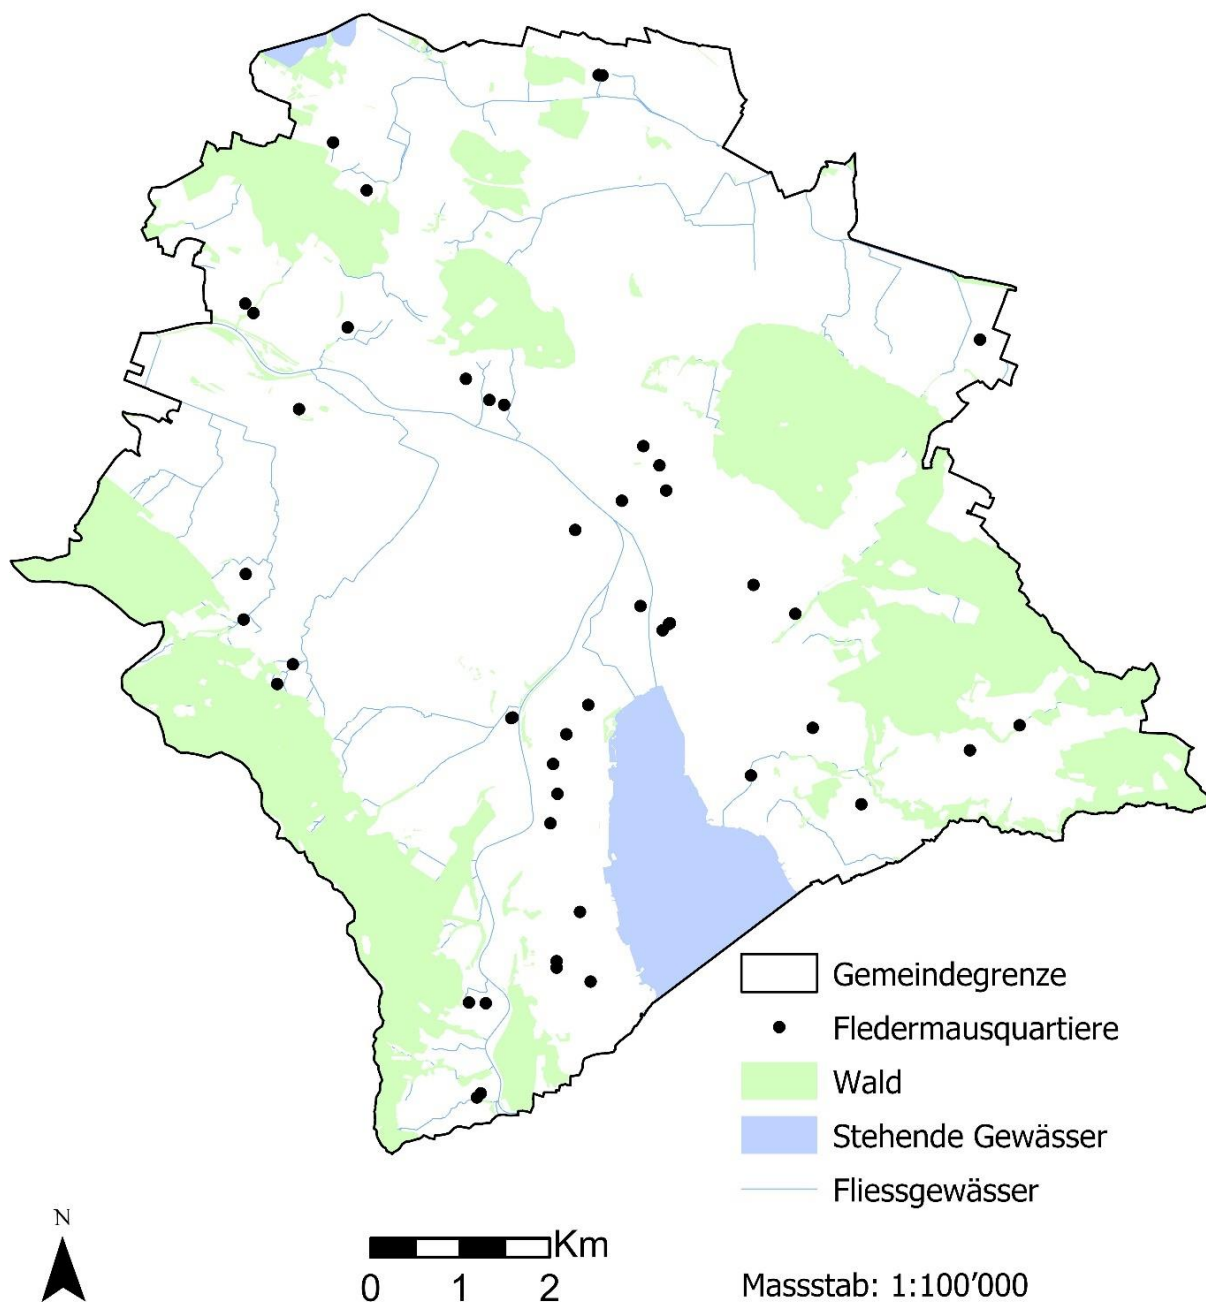 Gemeindegrenze
Fledermausquartiere
Wald
Stehende Gewässer
Fliessgewässer
N
Km
0 1 2
Massstab: 1:100'000